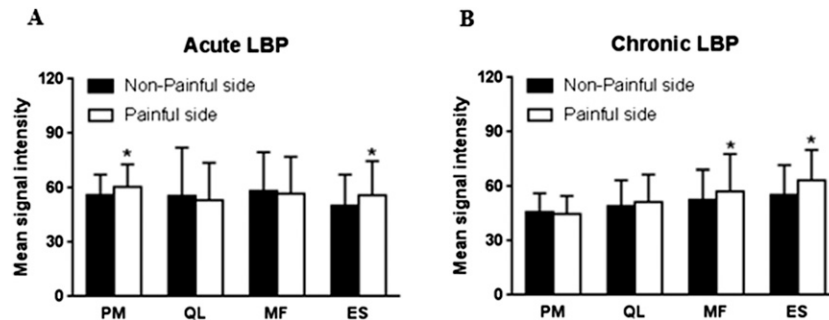 A
Acute LBP
120
90
60
30
0
Mean signal intensity
Non-Painful side
Painful side
*
*
PM QL MF ES
B
Chronic LBP
120
90
60
30
0
Mean signal intensity
Non-Painful side
Painful side
*
*
PM QL MF ES